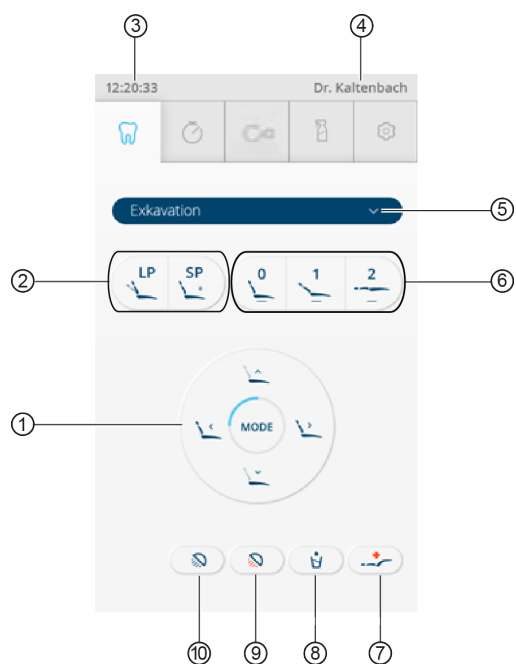 ③ ④
12:20:33 Dr. Kaltenbach
Exkavation
⑤
② LP SP 0 1 2 ⑥
① MODE
⑩ ⑨ ⑧ ⑦